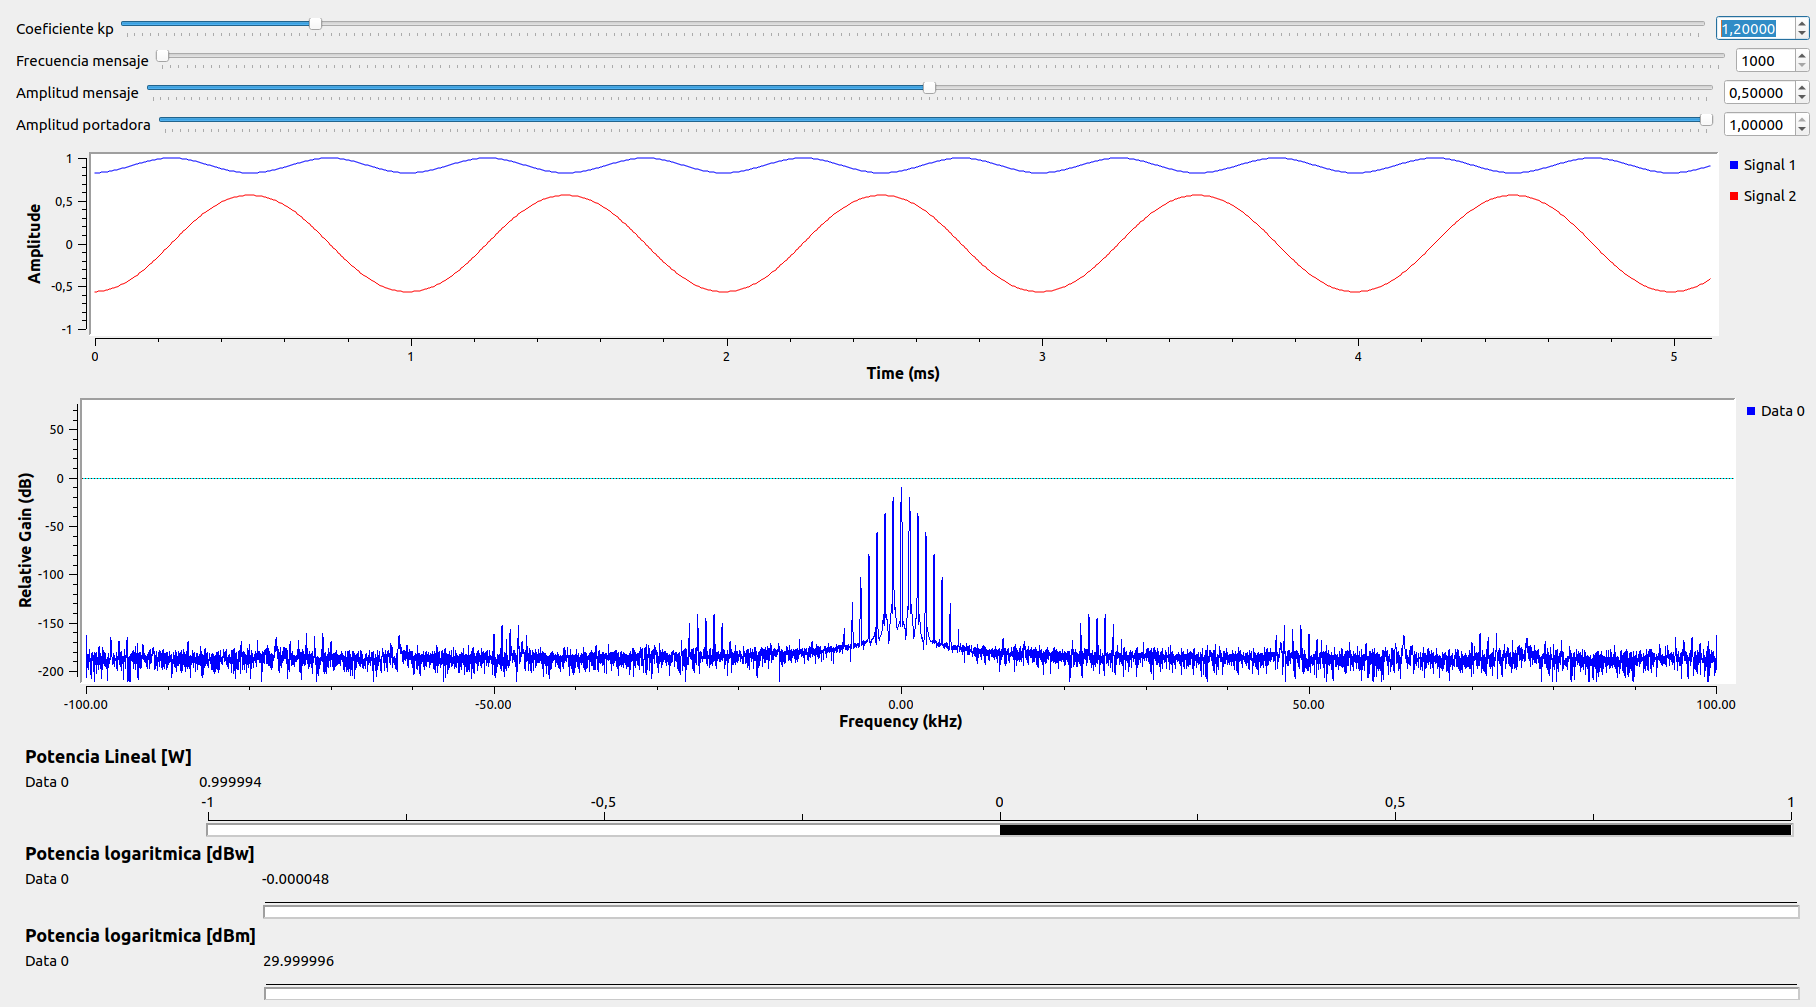 Coeficiente kp 1,20000
Frecuencia mensaje 1000
Amplitud mensaje 0,50000
Amplitud portadora 1,00000
Amplitude
1
0,5
0
-0,5
-1
Signal 1
Signal 2
0 1 2 3 4 5
Time (ms)
Relative Gain (dB)
50
0
-50
-100
-150
-200
Data 0
-100.00 -50.00 0.00 50.00 100.00
Frequency (kHz)
Potencia Lineal [W]
Data 0 0.999994
-1 -0,5 0 0,5 1
Potencia logaritmica [dBw]
Data 0 -0.000048
Potencia logaritmica [dBm]
Data 0 29.999996